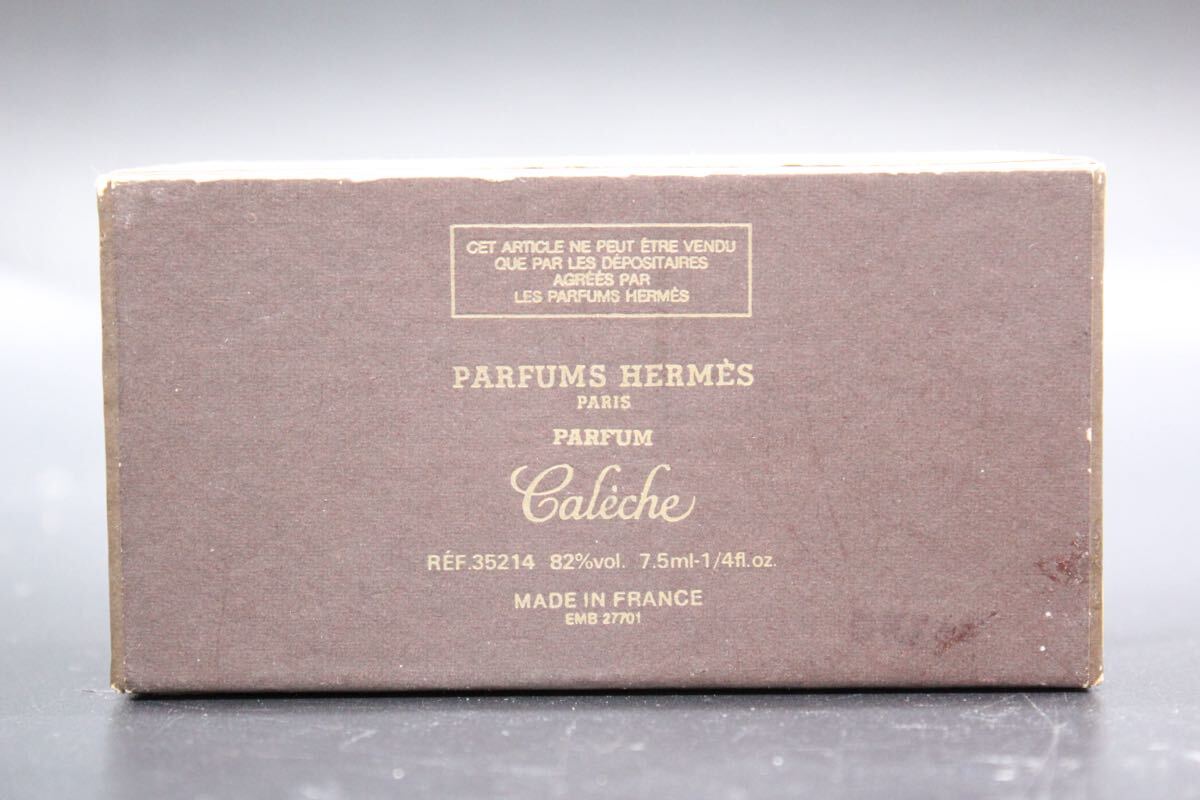 CET ARTICLE NE PEUT ÊTRE VENDU
QUE PAR LES DÉPOSITAIRES
AGRÉÉS PAR
LES PARFUMS HERMÈS
PARFUMS HERMÈS
PARIS
PARFUM
Calèche
RÉF.35214 82%vol. 7.5ml-1/4fl.oz.
MADE IN FRANCE
EMB 27701